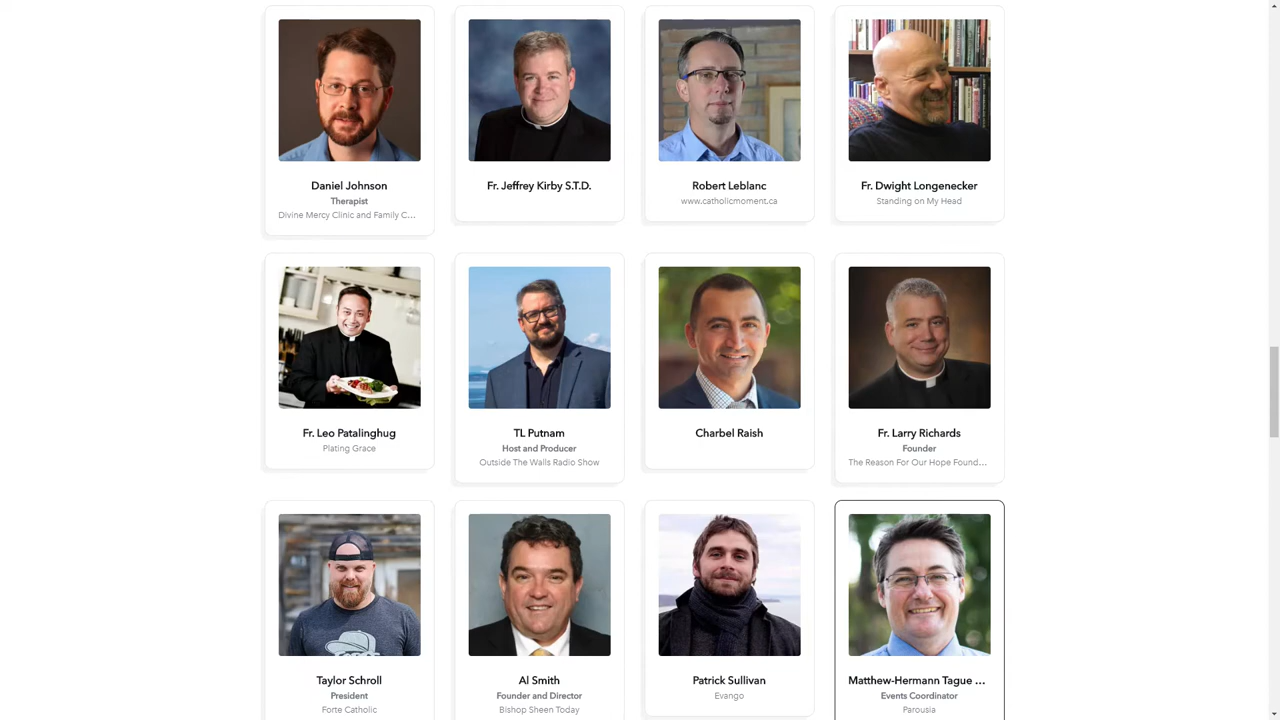 Daniel Johnson
Therapist
Divine Mercy Clinic and Family C...
Fr. Jeffrey Kirby S.T.D.
Robert Leblanc
www.catholicmoment.ca
Fr. Dwight Longenecker
Standing on My Head
Fr. Leo Patalinghug
Plating Grace
TL Putnam
Host and Producer
Outside The Walls Radio Show
Charbel Raish
Fr. Larry Richards
Founder
The Reason For Our Hope Found...
Taylor Schroll
President
Forte Catholic
Al Smith
Founder and Director
Bishop Sheen Today
Patrick Sullivan
Evango
Matthew-Hermann Tague ...
Events Coordinator
Parousia